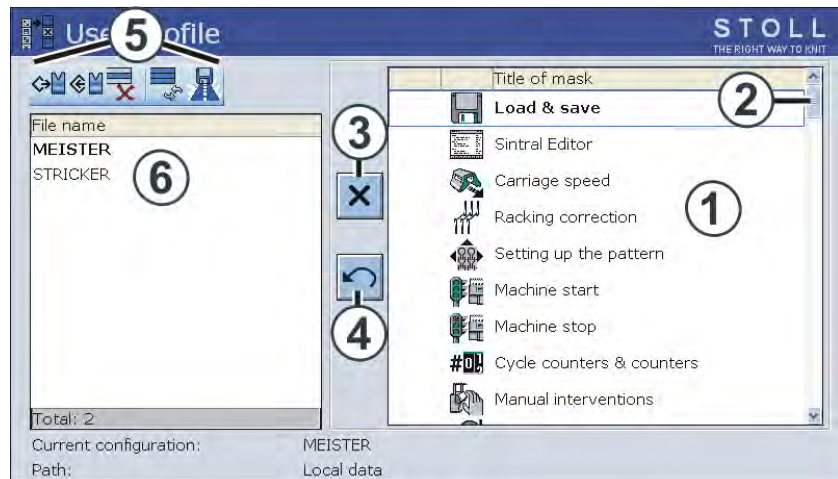 Use ofile
STOLL
THE RIGHT WAY TO KNIT
5
File name
MEISTER
STRICKER
6
Total: 2
3
4
Title of mask
2
Load & save
Sintral Editor
Carriage speed
1
Racking correction
Setting up the pattern
Machine start
Machine stop
Cycle counters & counters
Manual interventions
Current configuration: MEISTER
Path: Local data